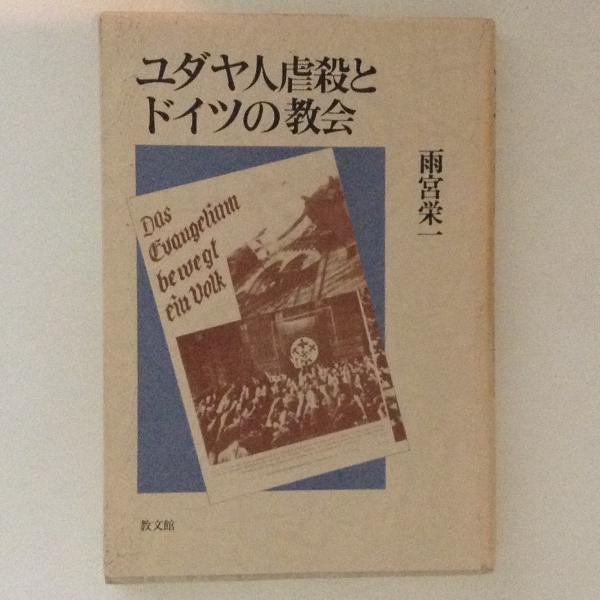 ユダヤ人虐殺と
ドイツの教会
雨宮栄一
Das
Evangelium
bewegt
ein Volk
教文館